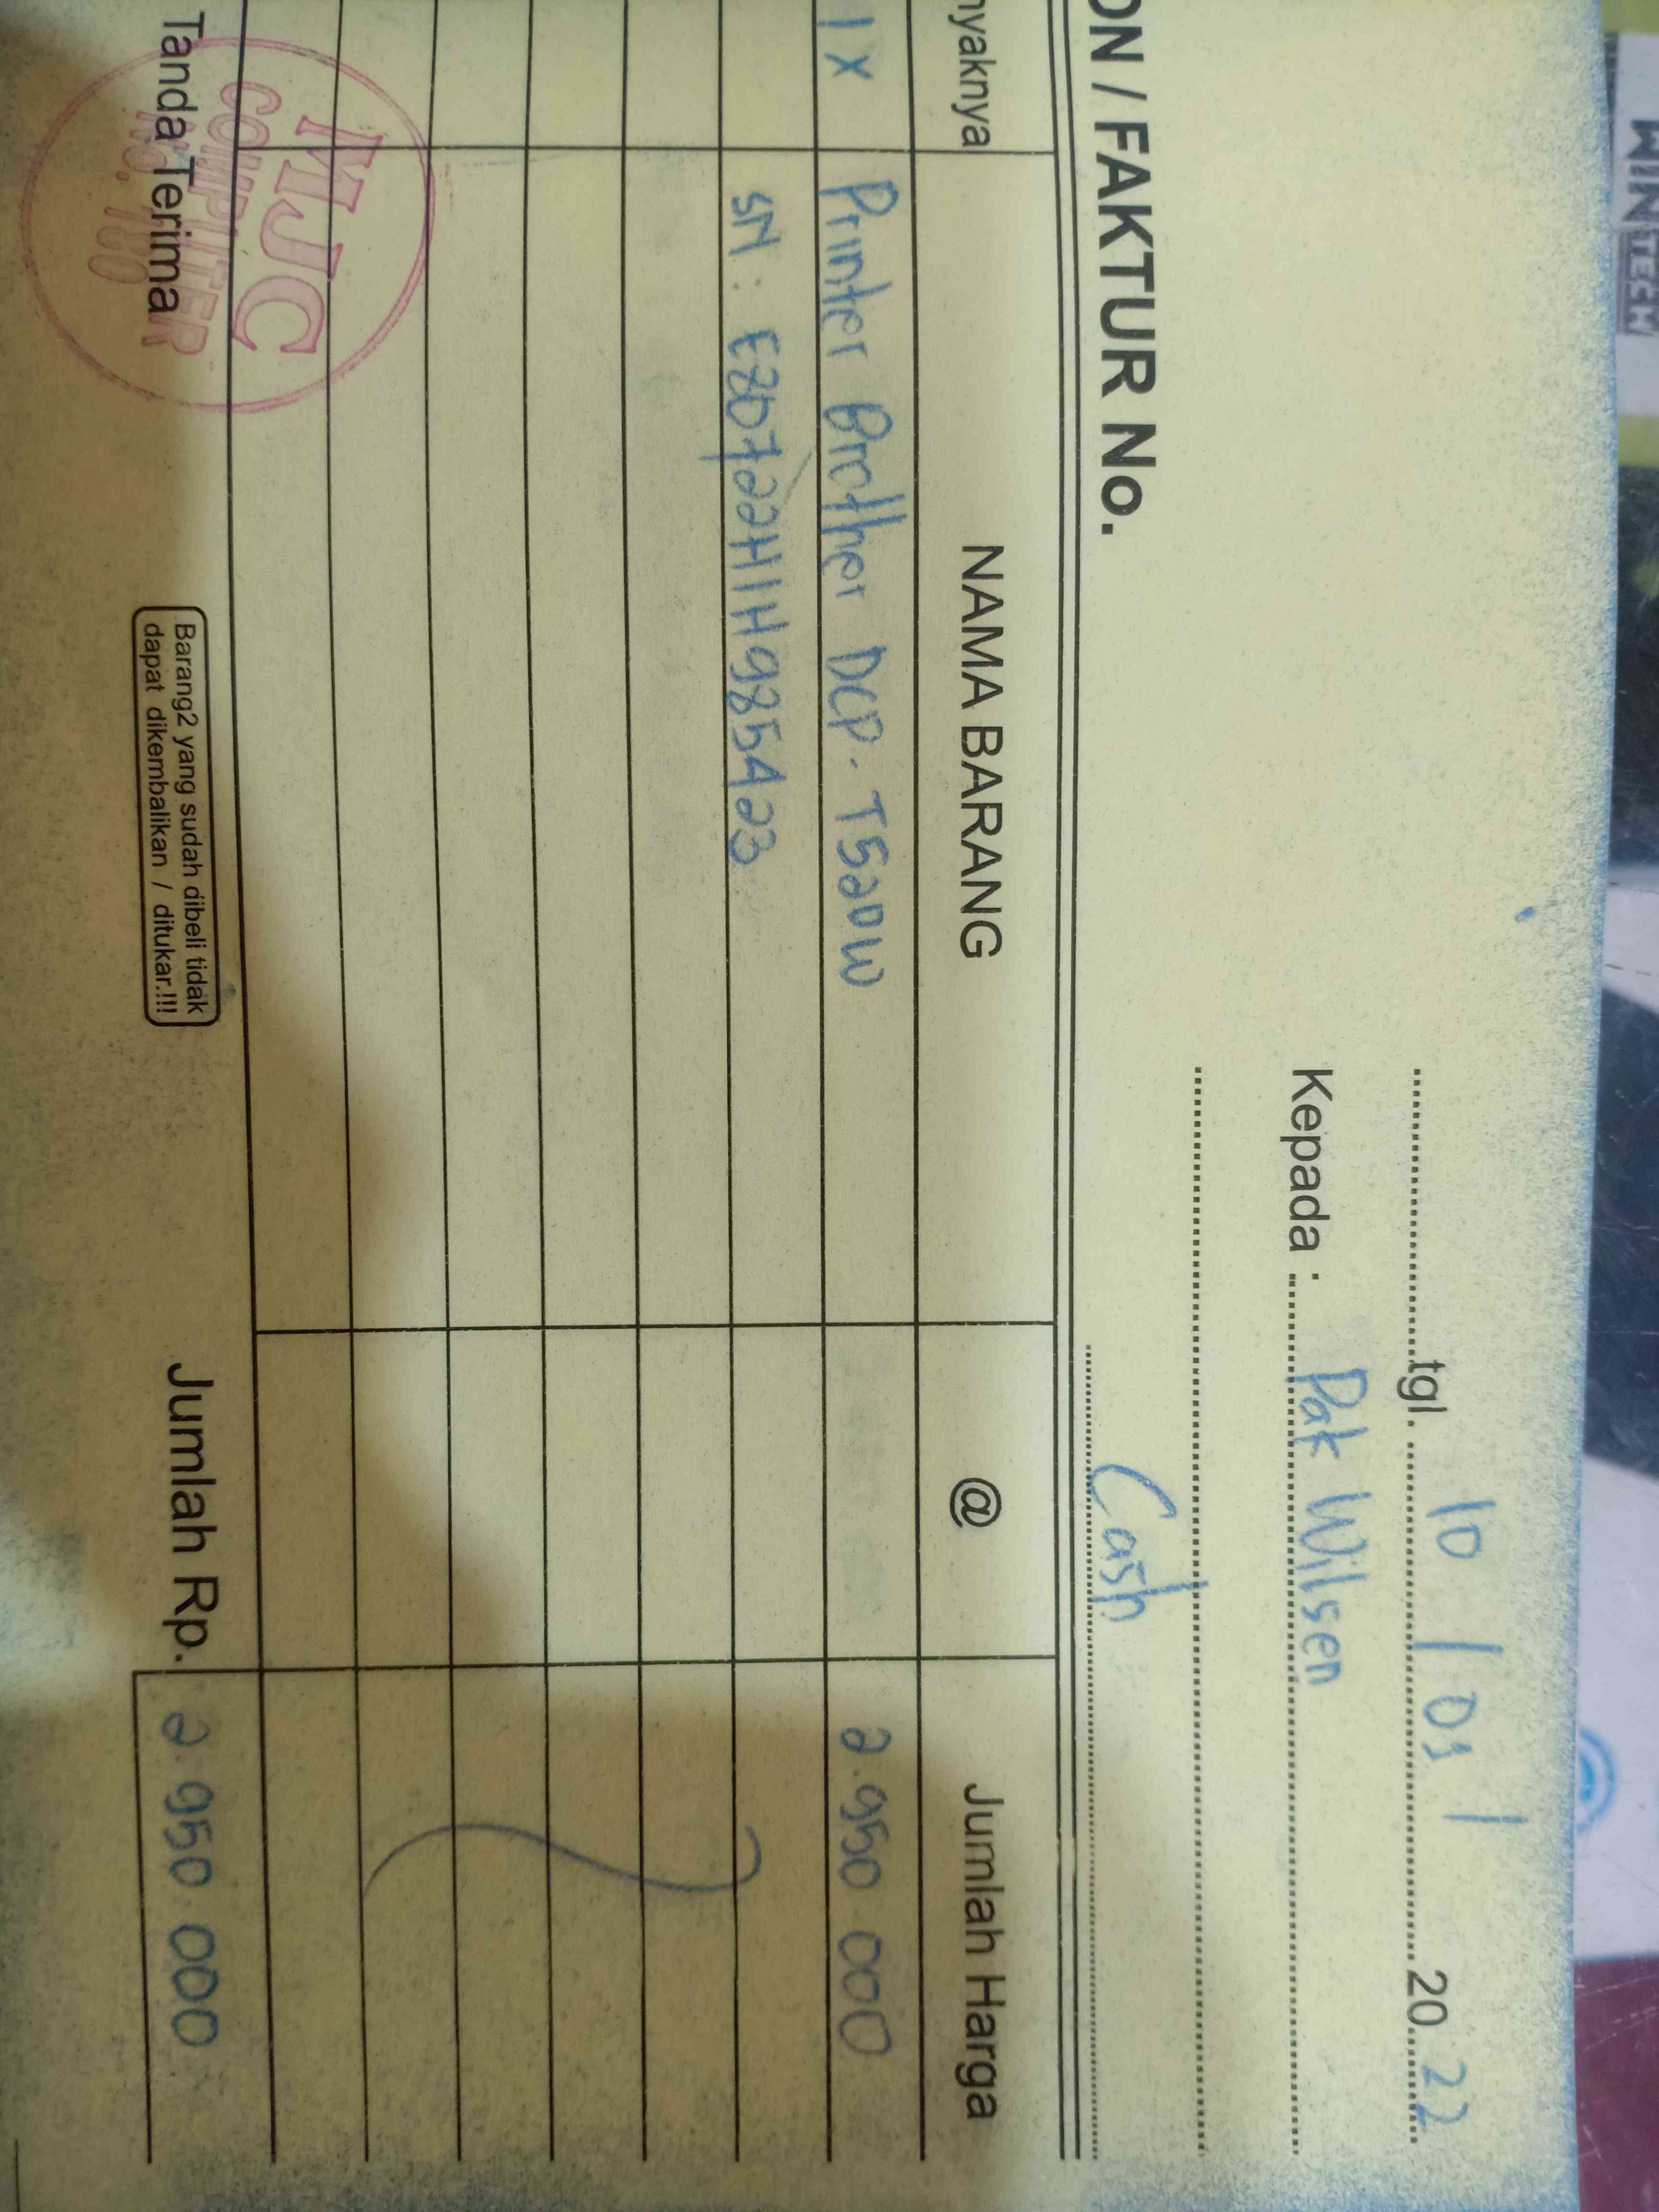 WINTECH
tgl. 10 / 01 / 20 22
Kepada : Pak Wilsen
Cash
ON / FAKTUR No.
nyaknya NAMA BARANG @ Jumlah Harga
1 x Printer Brother DCP-T520W 2.950.000
SN : E80722H1H985423
Tanda Terima Jumlah Rp. 2.950.000
MJC
COMPUTER
Barang2 yang sudah dibeli tidak
dapat dikembalikan / ditukar.!!!